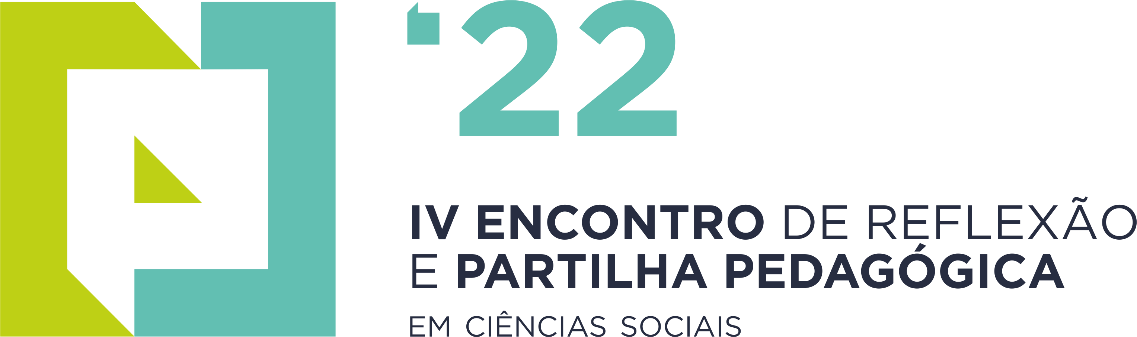 ‘22
IV ENCONTRO DE REFLEXÃO
E PARTILHA PEDAGÓGICA
EM CIÊNCIAS SOCIAIS